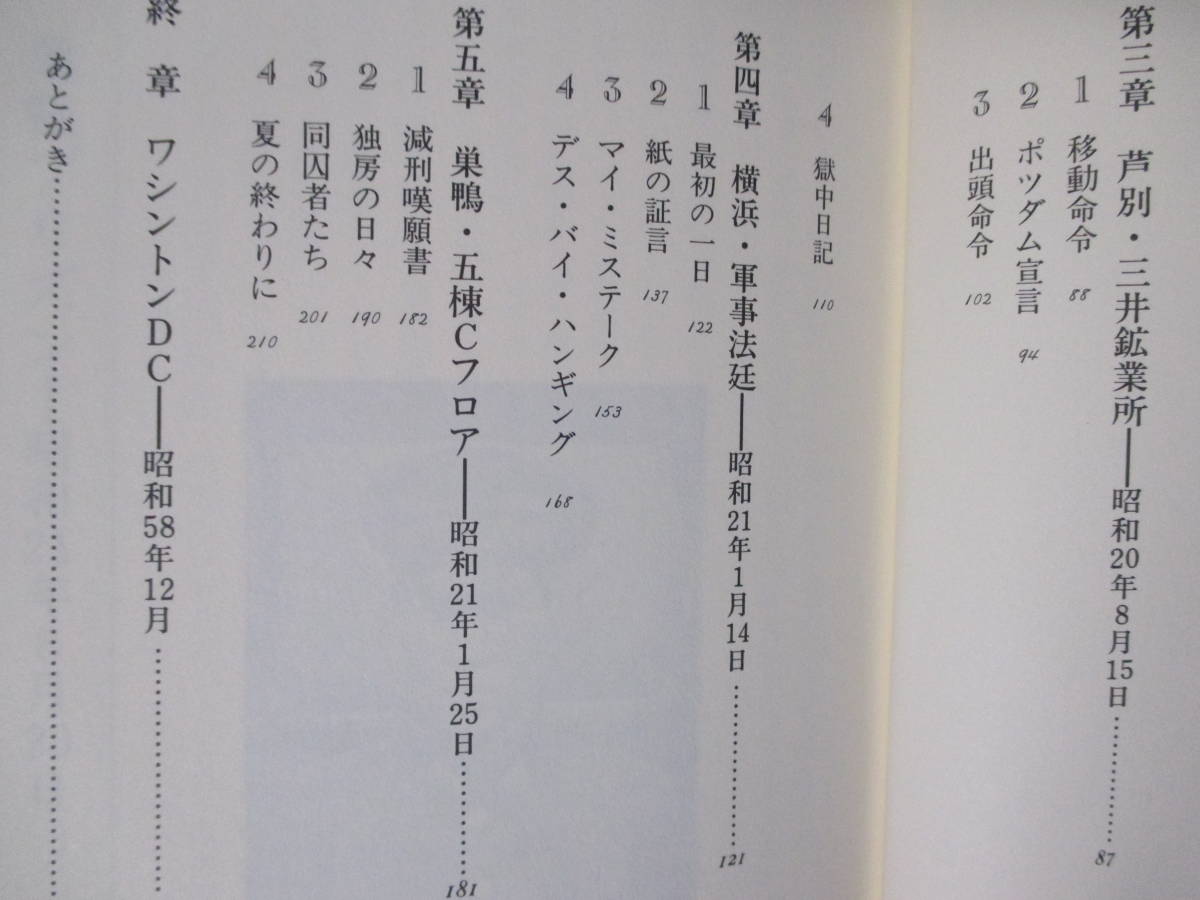 第三章 芦別・三井鉱業所――昭和20年8月15日……………87
1 移動命令 88
2 ポツダム宣言 94
3 出頭命令 102
4 獄中日記 110
第四章 横浜・軍事法廷――昭和21年1月14日……………121
1 最初の一日 122
2 紙の証言 137
3 マイ・ミステーク 153
4 デス・バイ・ハンギング 168
第五章 巣鴨・五棟Cフロア――昭和21年1月25日……………181
1 減刑嘆願書 182
2 独房の日々 190
3 同囚者たち 201
4 夏の終わりに 210
終章 ワシントンDC――昭和58年12月……………
あとがき……………